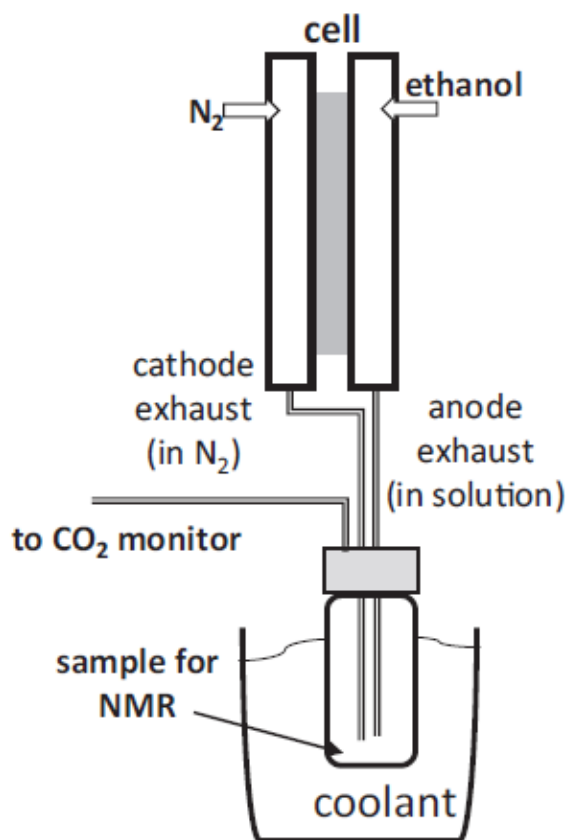 cell
N₂
ethanol
cathode
exhaust
(in N₂)
anode
exhaust
(in solution)
to CO₂ monitor
sample for
NMR
coolant